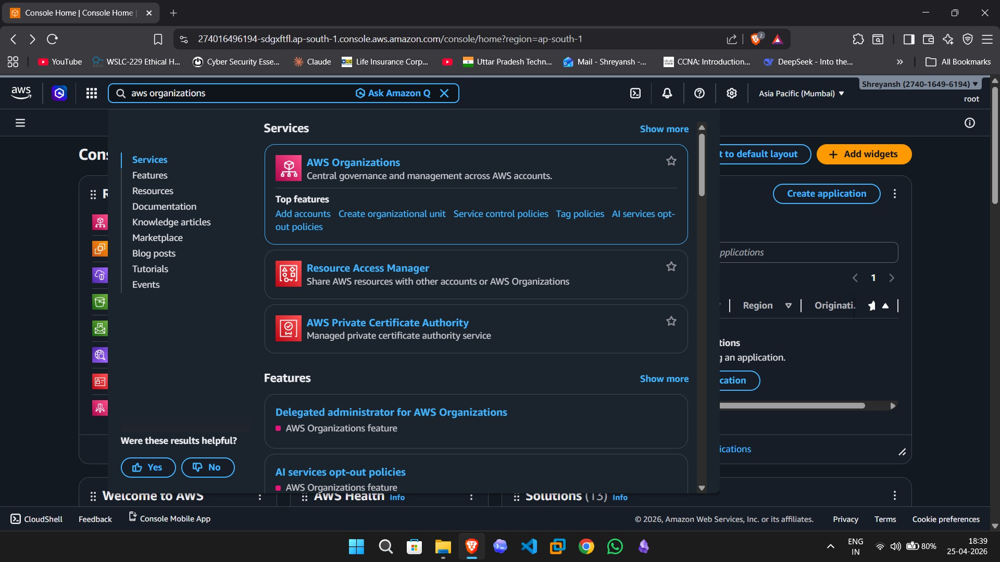 Console Home | Console Home
274016496194-sdgxftfl.ap-south-1.console.aws.amazon.com/console/home?region=ap-south-1
2
YouTube
WSLC-229 Ethical H...
Cyber Security Esse...
Claude
Life Insurance Corp...
Uttar Pradesh Techn...
Mail - Shreyansh -...
CCNA: Introduction...
DeepSeek - Into the...
All Bookmarks
aws
aws organizations
Ask Amazon Q
Asia Pacific (Mumbai)
Shreyansh (2740-1649-6194)
root
Cons
t to default layout
Add widgets
Services
Show more
Services
Features
Resources
Documentation
Knowledge articles
Marketplace
Blog posts
Tutorials
Events
AWS Organizations
Central governance and management across AWS accounts.
Top features
Add accounts Create organizational unit Service control policies Tag policies AI services opt-
out policies
Resource Access Manager
Share AWS resources with other accounts or AWS Organizations
AWS Private Certificate Authority
Managed private certificate authority service
Features
Show more
Delegated administrator for AWS Organizations
AWS Organizations feature
AI services opt-out policies
AWS Organizations feature
Were these results helpful?
Yes
No
Create application
pplications
1
Region
Originati.
tions
an application.
cation
ications
Welcome to AWS
AWS Health Info
Solutions (13) Info
CloudShell
Feedback
Console Mobile App
© 2026, Amazon Web Services, Inc. or its affiliates.
Privacy
Terms
Cookie preferences
ENG
IN
80%
18:39
25-04-2026